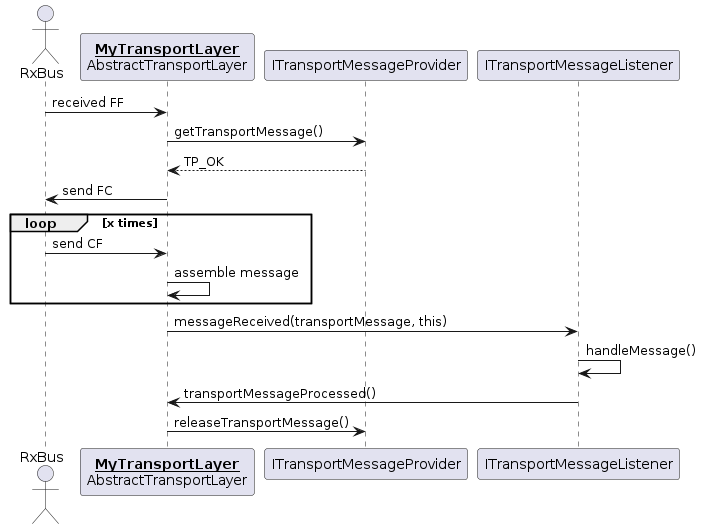 RxBus
MyTransportLayer
AbstractTransportLayer
ITransportMessageProvider
ITransportMessageListener
received FF
getTransportMessage()
TP_OK
send FC
loop
[x times]
send CF
assemble message
messageReceived(transportMessage, this)
handleMessage()
transportMessageProcessed()
releaseTransportMessage()
RxBus
MyTransportLayer
AbstractTransportLayer
ITransportMessageProvider
ITransportMessageListener